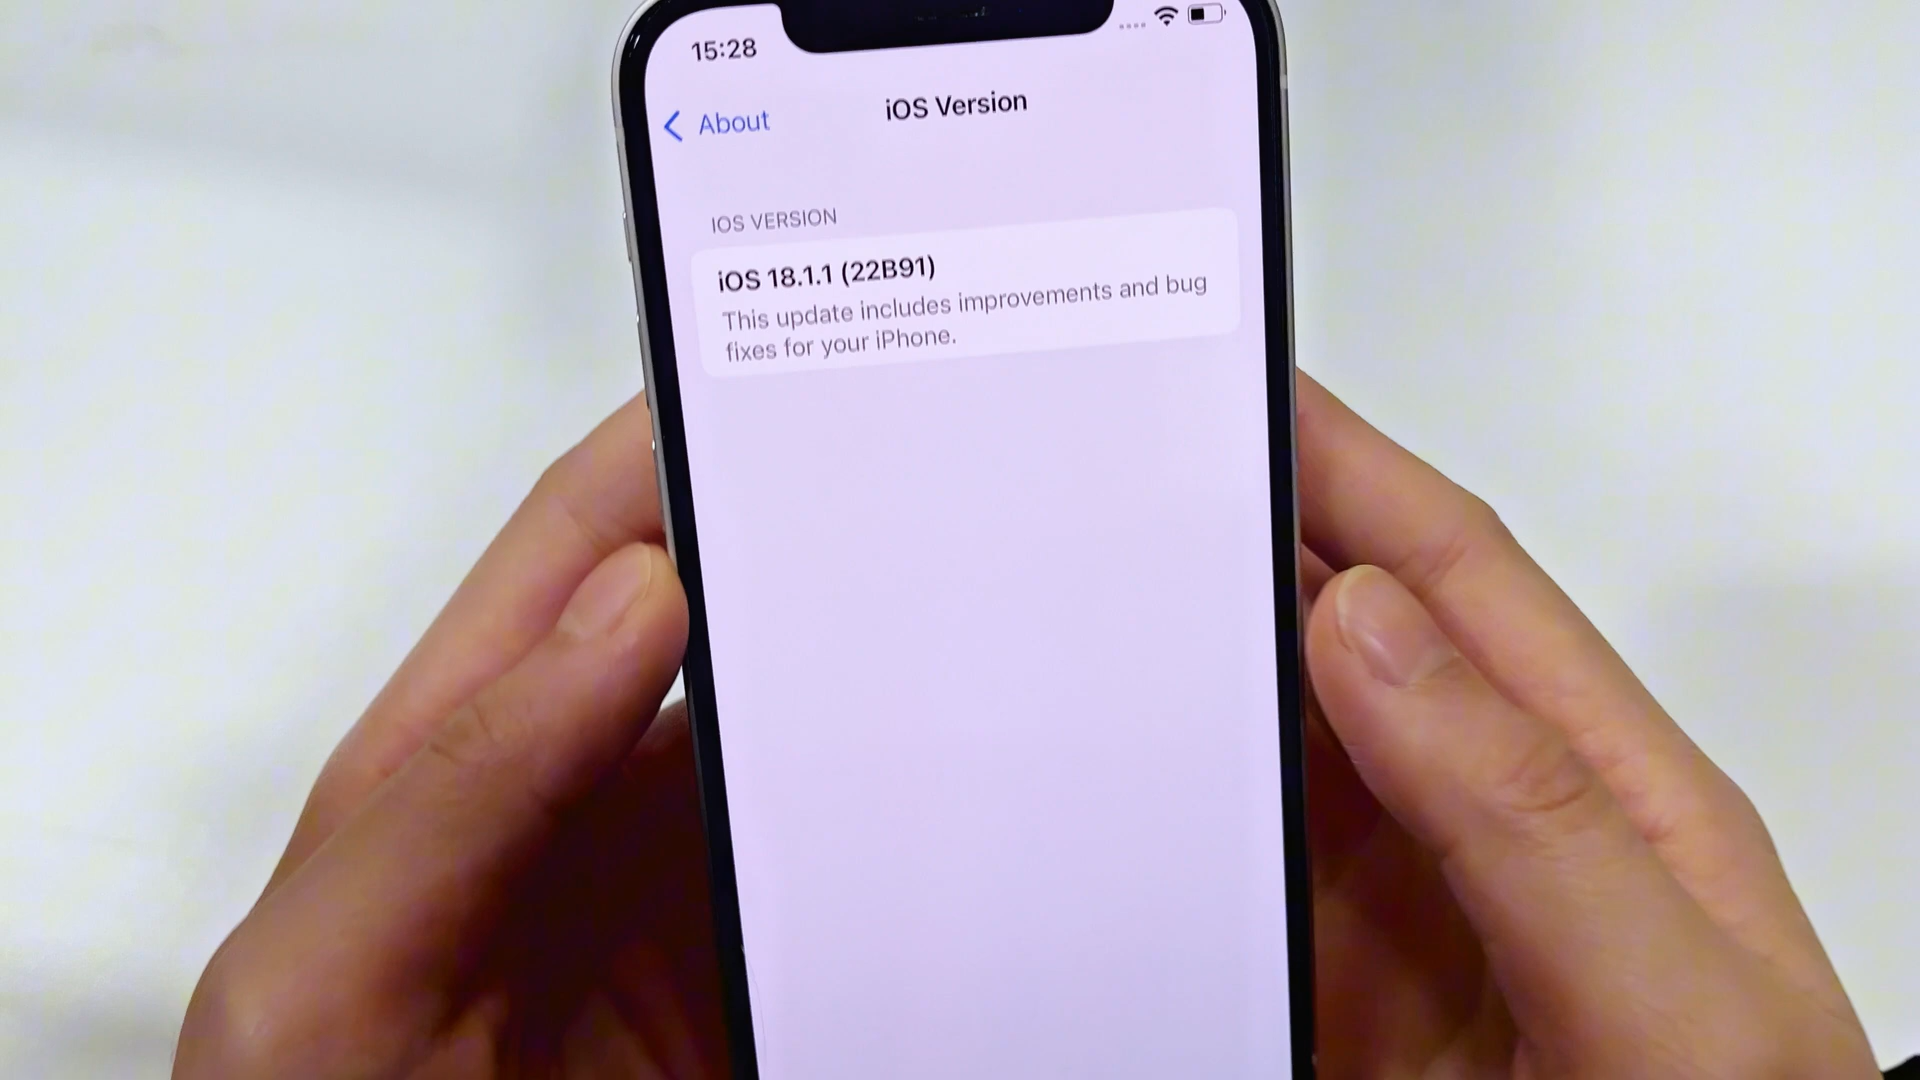 15:28
About
iOS Version
IOS VERSION
iOS 18.1.1 (22B91)
This update includes improvements and bug
fixes for your iPhone.